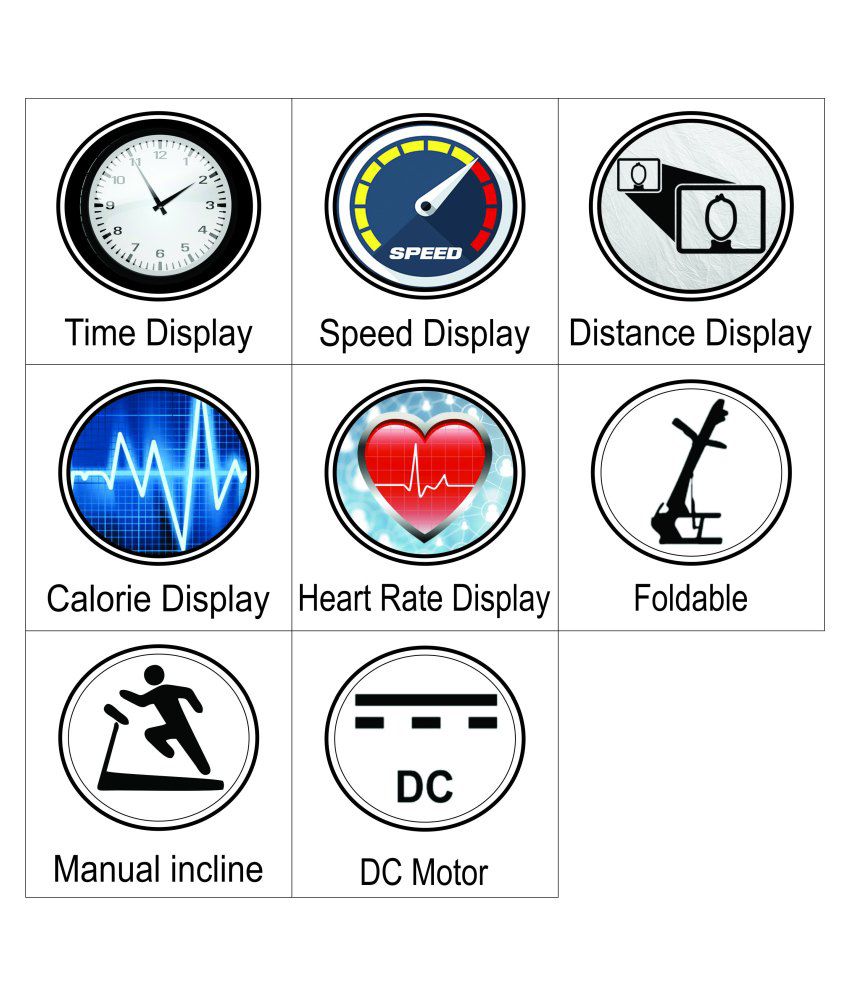 12
11
10
2
9
3
8
4
7
5
6
SPEED
Time Display
Speed Display
Distance Display
Calorie Display
Heart Rate Display
Foldable
DC
Manual incline
DC Motor